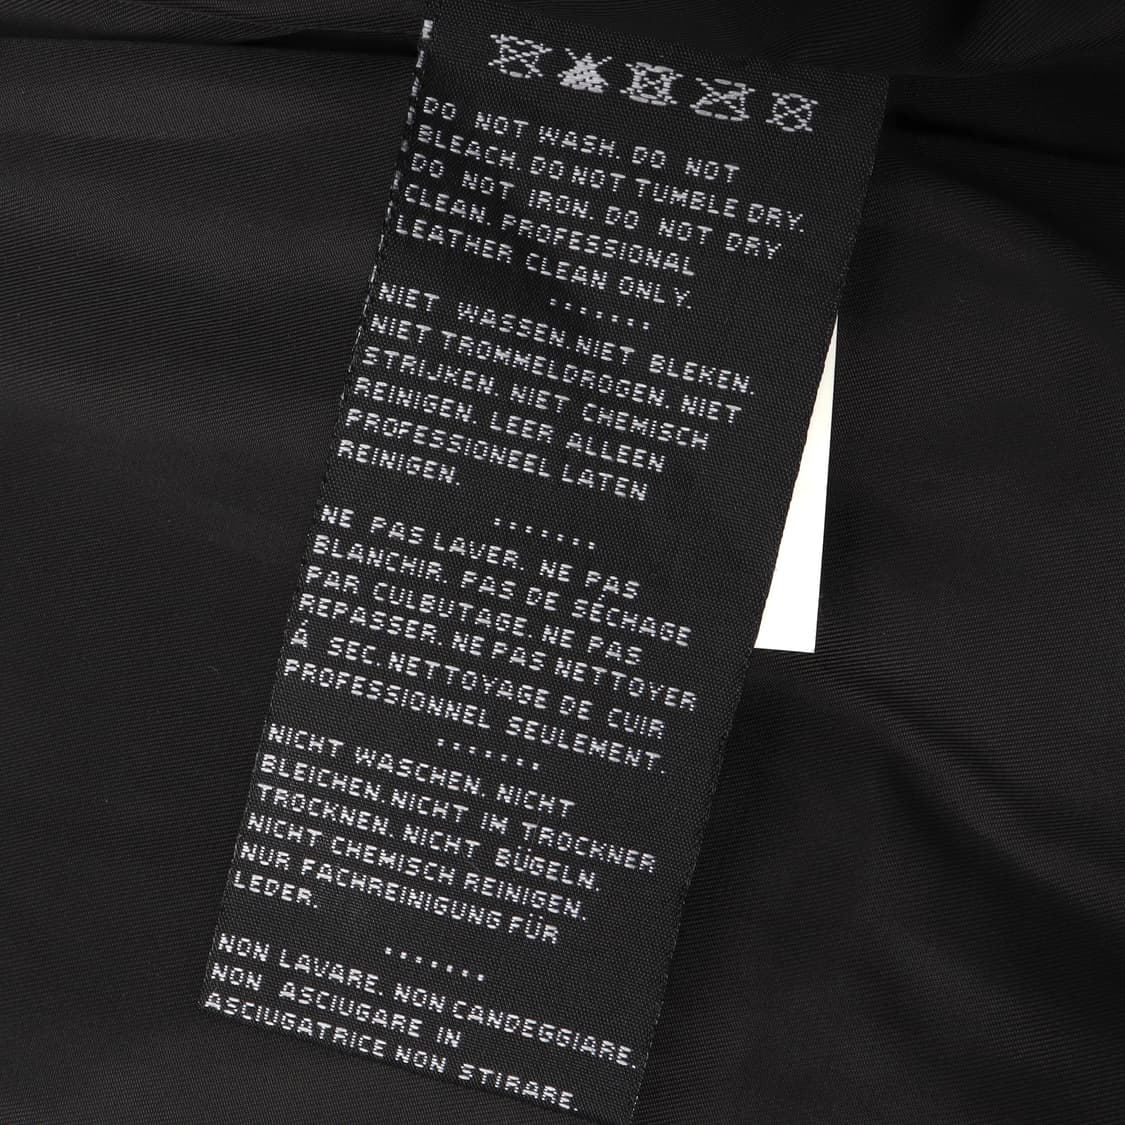 DO NOT WASH. DO NOT
BLEACH. DO NOT TUMBLE DRY.
DO NOT IRON. DO NOT DRY
CLEAN. PROFESSIONAL
LEATHER CLEAN ONLY.
.......
NIET WASSEN. NIET BLEKEN.
NIET TROMMELDROGEN. NIET
STRIJKEN. NIET CHEMISCH
REINIGEN. LEER ALLEEN
PROFESSIONEEL LATEN
REINIGEN.
.......
NE PAS LAVER. NE PAS
BLANCHIR. PAS DE SÉCHAGE
PAR CULBUTAGE. NE PAS
REPASSER. NE PAS NETTOYER
Á SEC. NETTOYAGE DE CUIR
PROFESSIONNEL SEULEMENT.
......
NICHT WASCHEN. NICHT
BLEICHEN. NICHT IM TROCKNER
TROCKNEN. NICHT BÜGELN.
NICHT CHEMISCH REINIGEN.
NUR FACHREINIGUNG FÜR
LEDER.
.......
NON LAVARE. NON CANDEGGIARE.
NON ASCIUGARE IN
ASCIUGATRICE NON STIRARE.